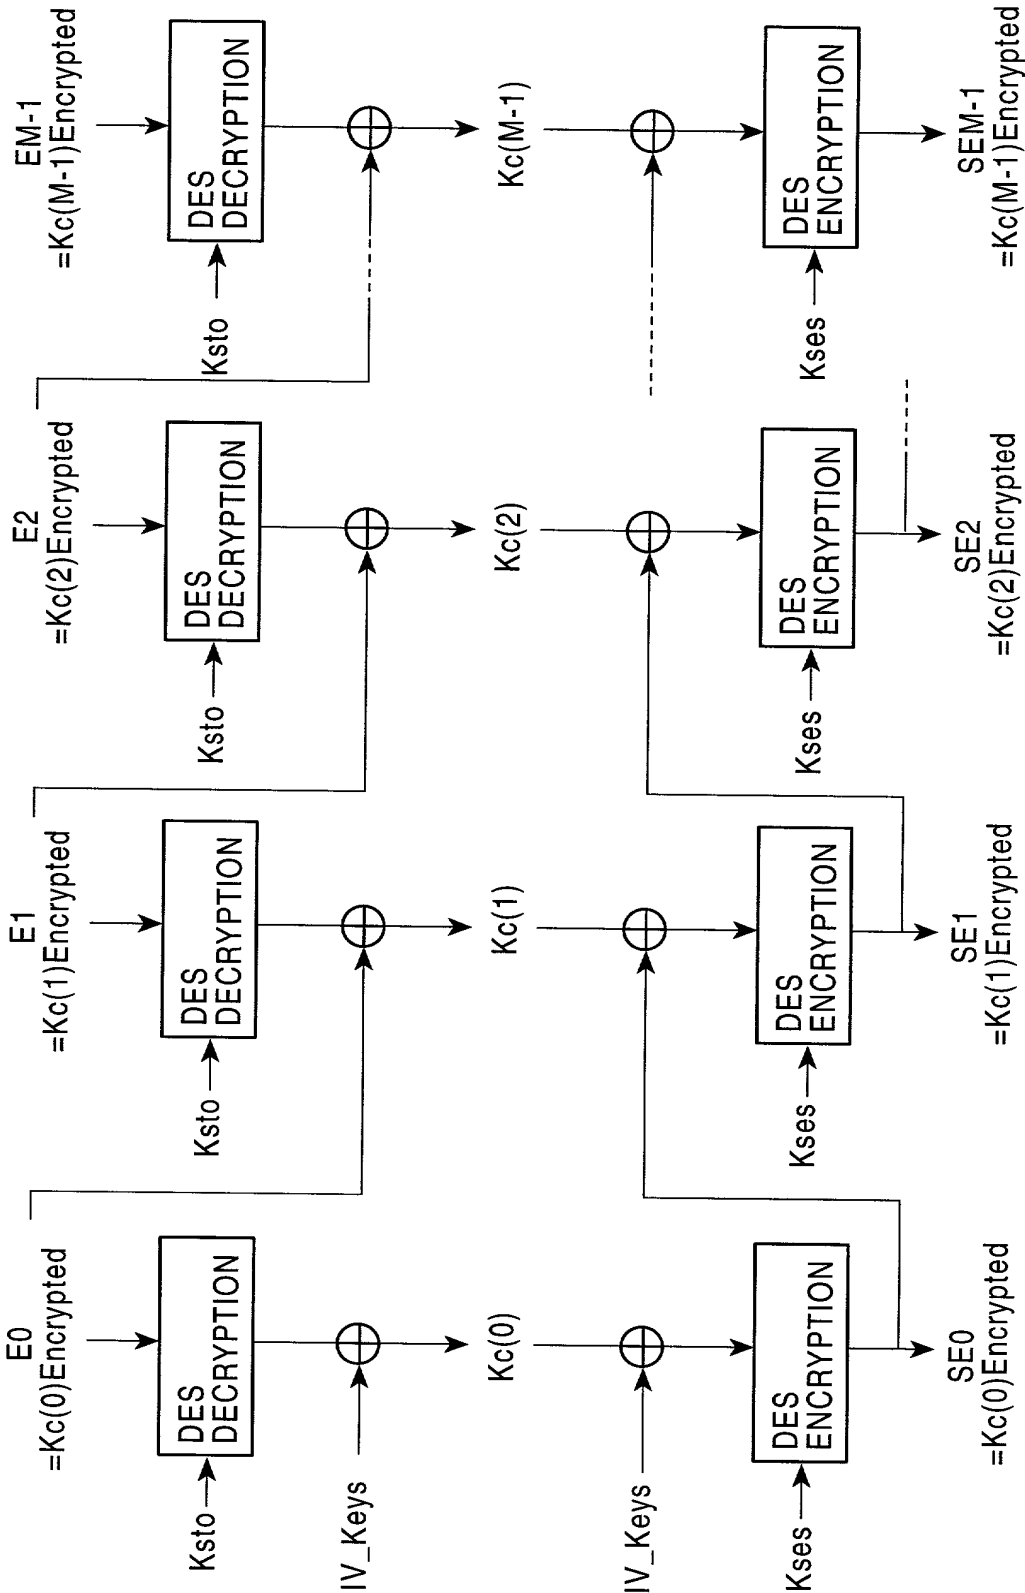 E0
=Kc(0)Encrypted
E1
=Kc(1)Encrypted
E2
=Kc(2)Encrypted
EM-1
=Kc(M-1)Encrypted
Ksto
DES
DECRYPTION
Ksto
DES
DECRYPTION
Ksto
DES
DECRYPTION
Ksto
DES
DECRYPTION
IV_Keys
Kc(0)
Kc(1)
Kc(2)
Kc(M-1)
IV_Keys
Kses
DES
ENCRYPTION
Kses
DES
ENCRYPTION
Kses
DES
ENCRYPTION
Kses
DES
ENCRYPTION
SE0
=Kc(0)Encrypted
SE1
=Kc(1)Encrypted
SE2
=Kc(2)Encrypted
SEM-1
=Kc(M-1)Encrypted